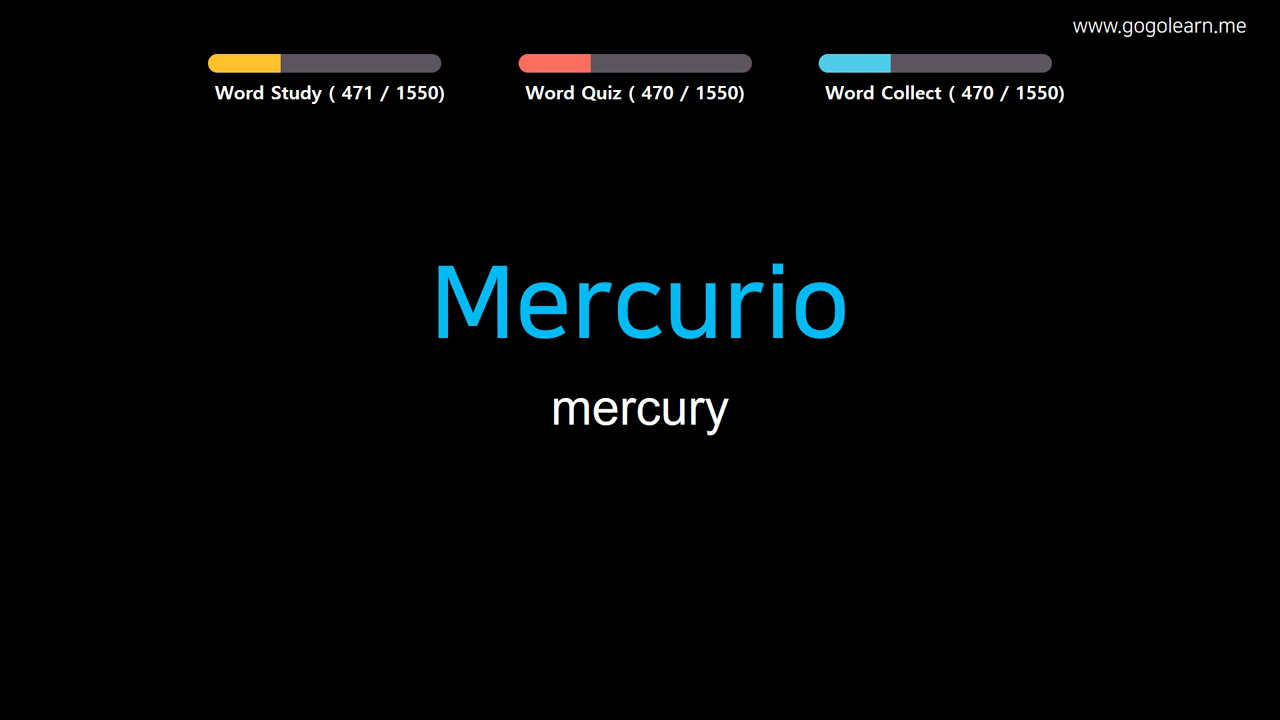 www.gogolearn.me
Word Study ( 471 / 1550)
Word Quiz ( 470 / 1550)
Word Collect ( 470 / 1550)
Mercurio
mercury